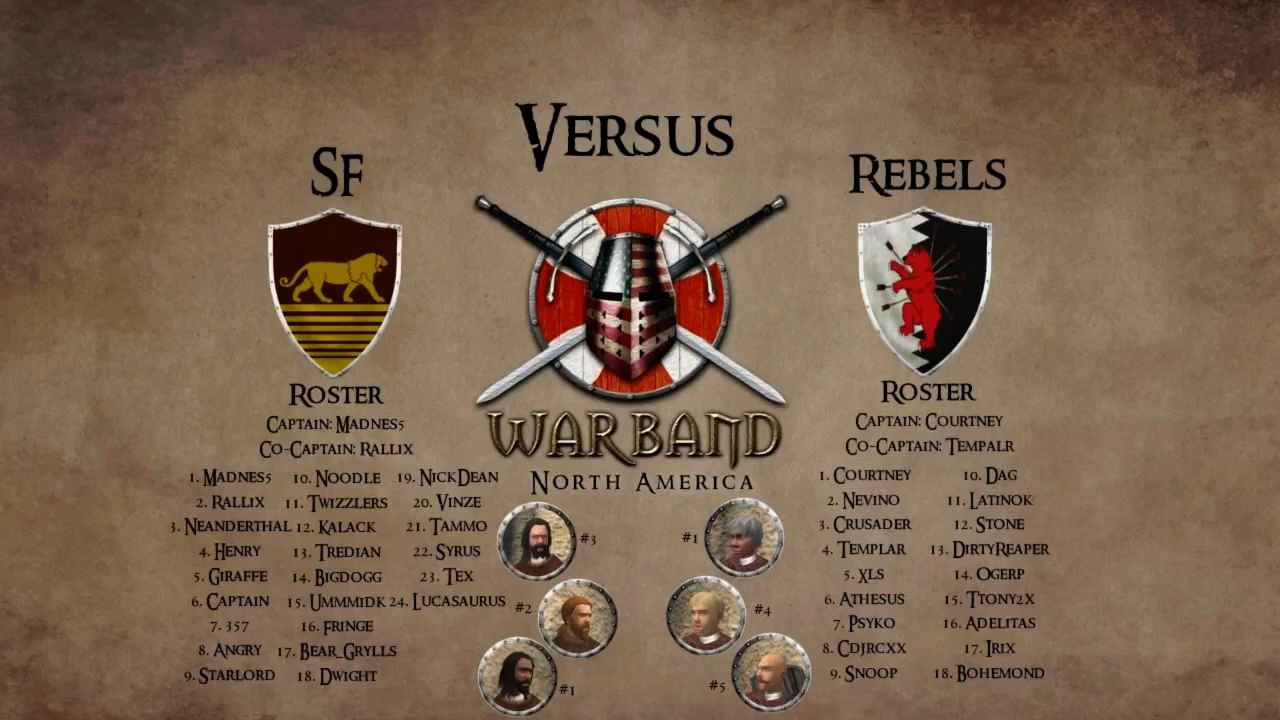 Versus
Sf
Roster
Captain: Madnes5
Co-Captain: Rallix
1. Madnes5
2. Rallix
3. Neanderthal
4. Henry
5. Giraffe
6. Captain
7. 357
8. Angry
9. Starlord
10. Noodle
11. Twizzlers
12. Kalack
13. Tredian
14. Bigdogg
15. Ummmidk
16. Fringe
17. Bear_Grylls
18. Dwight
19. NickDean
20. Vinze
21. Tammo
22. Syrus
23. Tex
24. Lucasaurus
WARBAND
North America
#3
#2
#1
#1
#4
#5
Rebels
Roster
Captain: Courtney
Co-Captain: Tempalr
1. Courtney
2. Nevino
3. Crusader
4. Templar
5. xls
6. Athesus
7. Psyko
8. Cdjrcxx
9. Snoop
10. Dag
11. Latinok
12. Stone
13. DirtyReaper
14. Ogerp
15. Ttony2x
16. Adelitas
17. Irix
18. Bohemond